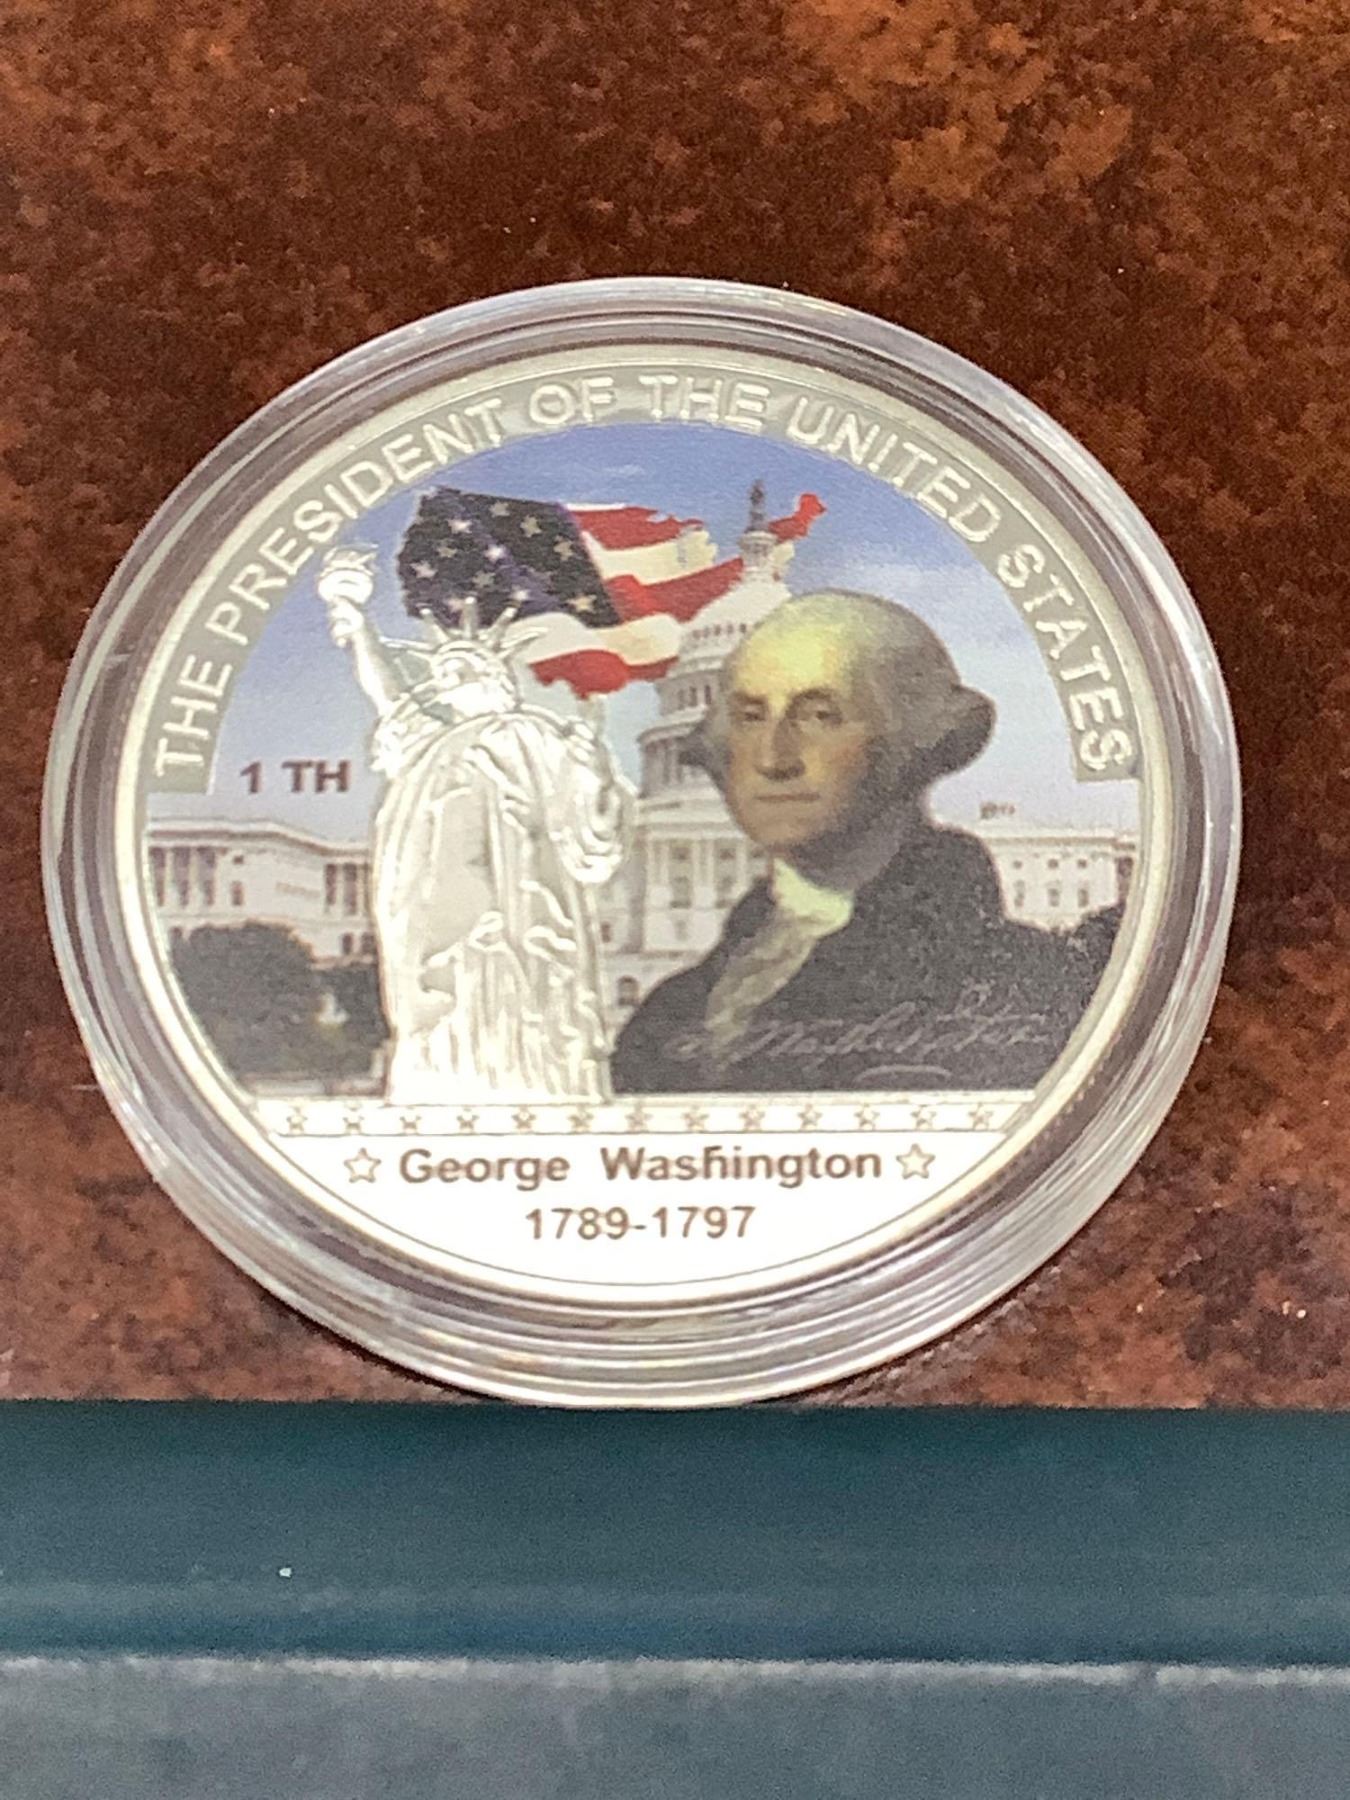 THE PRESIDENT OF THE UNITED STATES
1 TH
George Washington
1789-1797